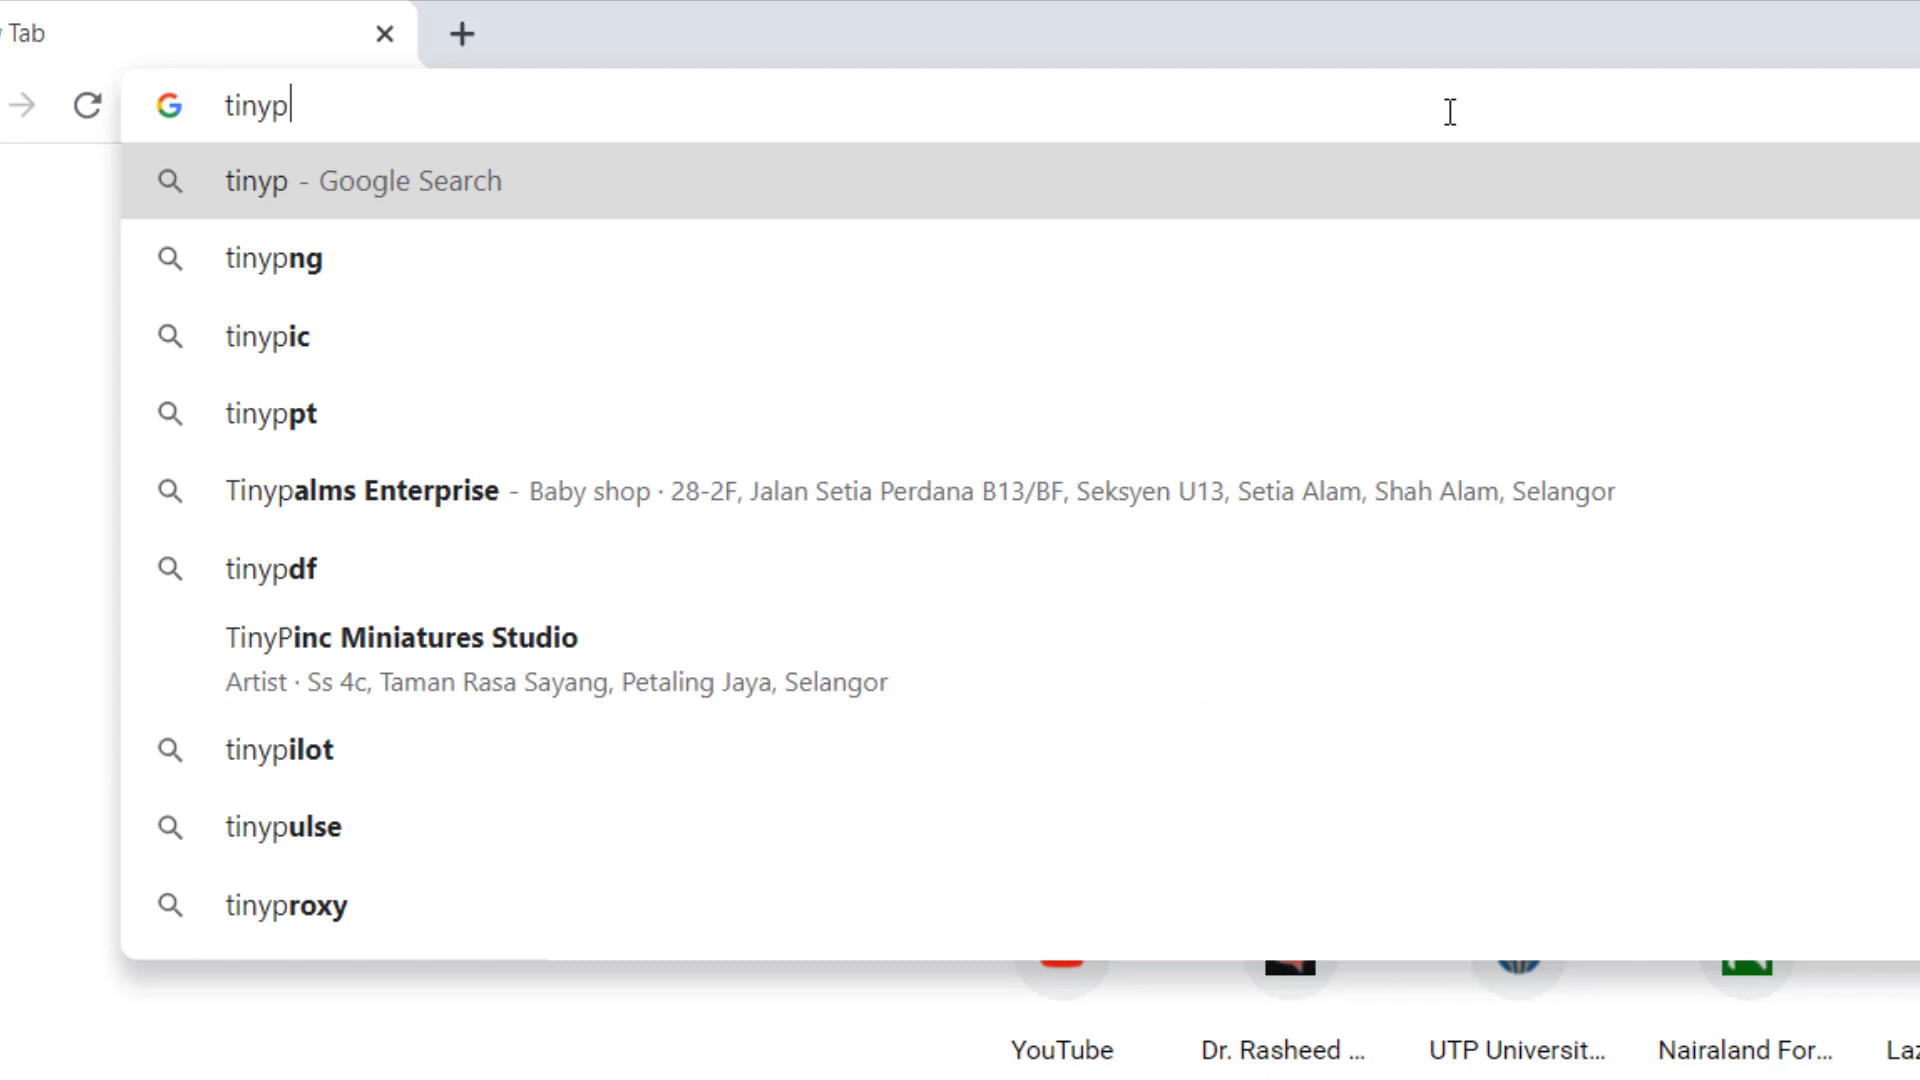 Tab
tinyp
tinyp - Google Search
tinypng
tinypic
tinyppt
Tinypalms Enterprise - Baby shop · 28-2F, Jalan Setia Perdana B13/BF, Seksyen U13, Setia Alam, Shah Alam, Selangor
tinypdf
TinyPinc Miniatures Studio
Artist · Ss 4c, Taman Rasa Sayang, Petaling Jaya, Selangor
tinypilot
tinypulse
tinyproxy
YouTube
Dr. Rasheed ...
UTP Universit...
Nairaland For...
Laz